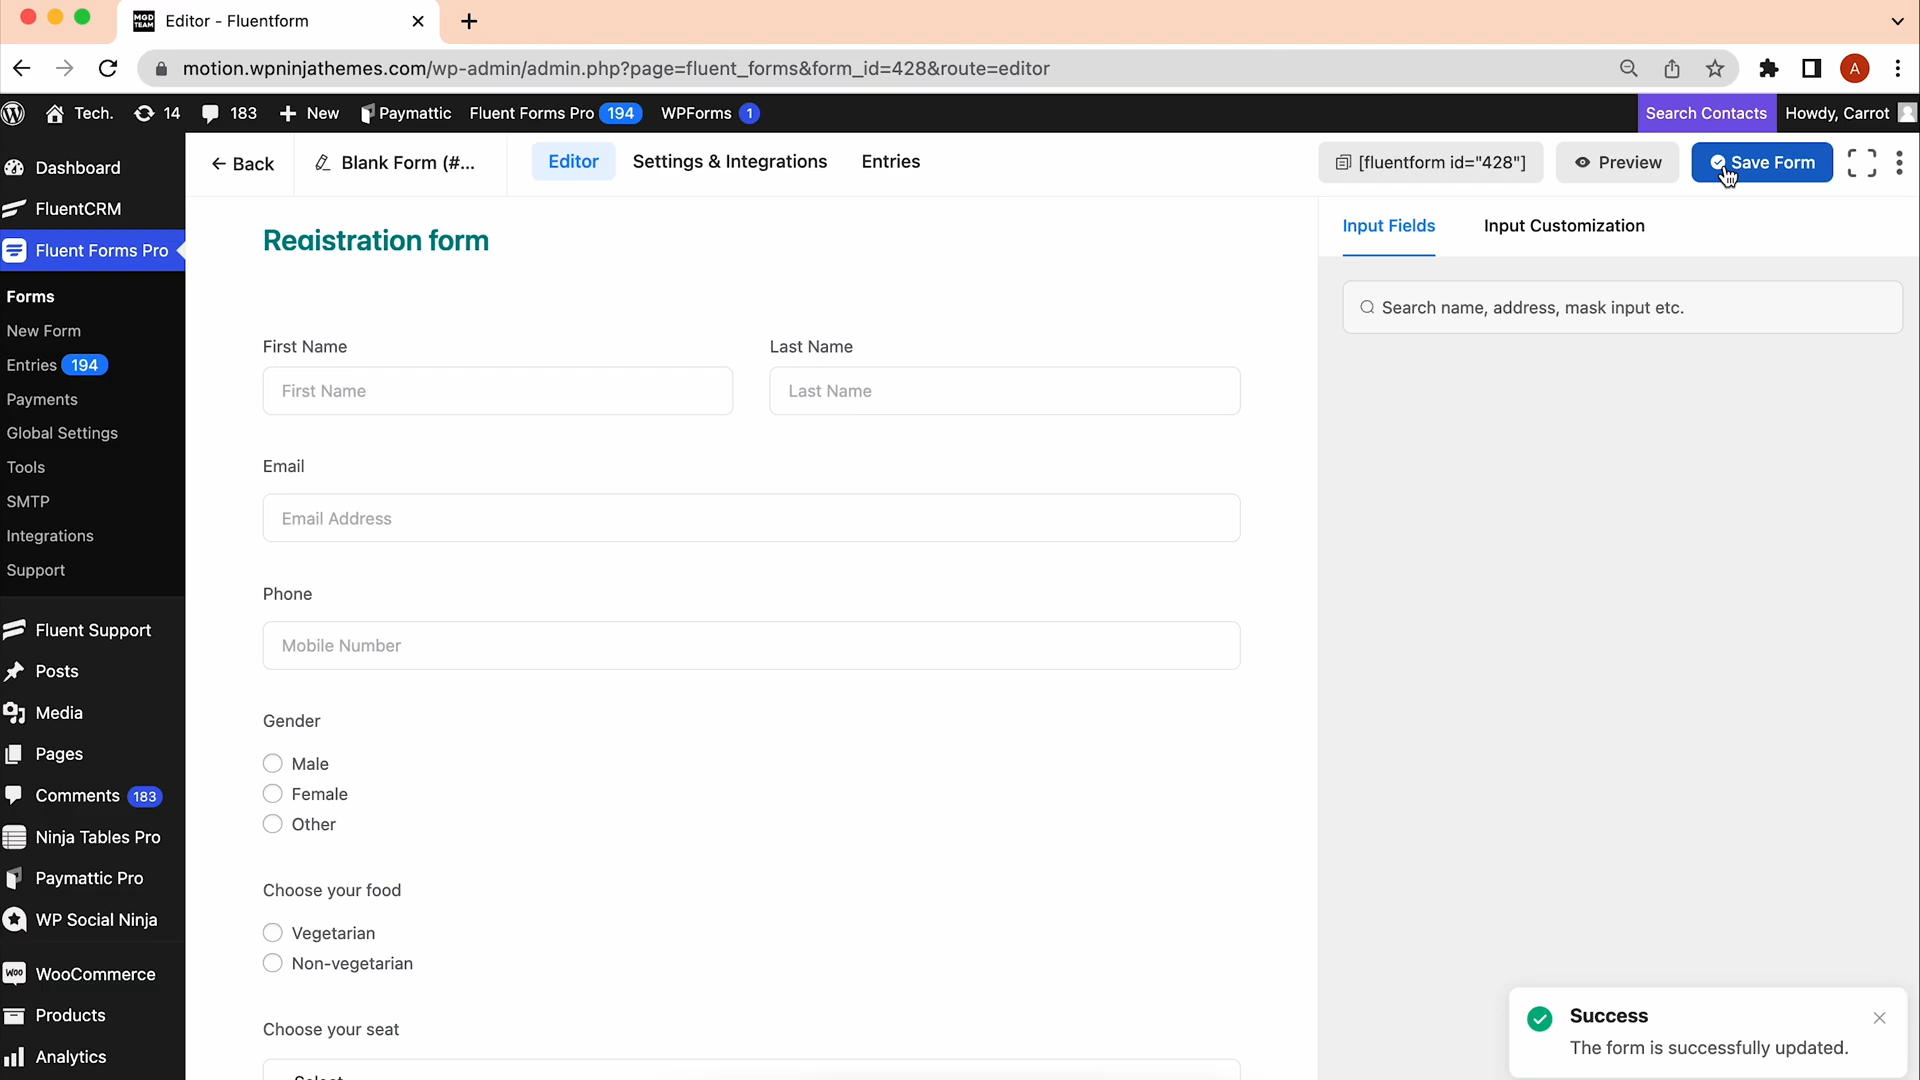 MGD
TEAM
Editor - Fluentform
motion.wpninjathemes.com/wp-admin/admin.php?page=fluent_forms&form_id=428&route=editor
A
Tech.
14
183
New
Paymattic
Fluent Forms Pro 194
WPForms 1
Search Contacts
Howdy, Carrot
Dashboard
FluentCRM
Fluent Forms Pro
Forms
New Form
Entries 194
Payments
Global Settings
Tools
SMTP
Integrations
Support
Fluent Support
Posts
Media
Pages
Comments 183
Ninja Tables Pro
Paymattic Pro
WP Social Ninja
Woo WooCommerce
Products
Analytics
Back
Blank Form (#...
Editor
Settings & Integrations
Entries
[fluentform id="428"]
Preview
Save Form
Registration form
First Name
Last Name
First Name
Last Name
Email
Email Address
Phone
Mobile Number
Gender
Male
Female
Other
Choose your food
Vegetarian
Non-vegetarian
Choose your seat
- Select -
Input Fields
Input Customization
Search name, address, mask input etc.
Success
The form is successfully updated.